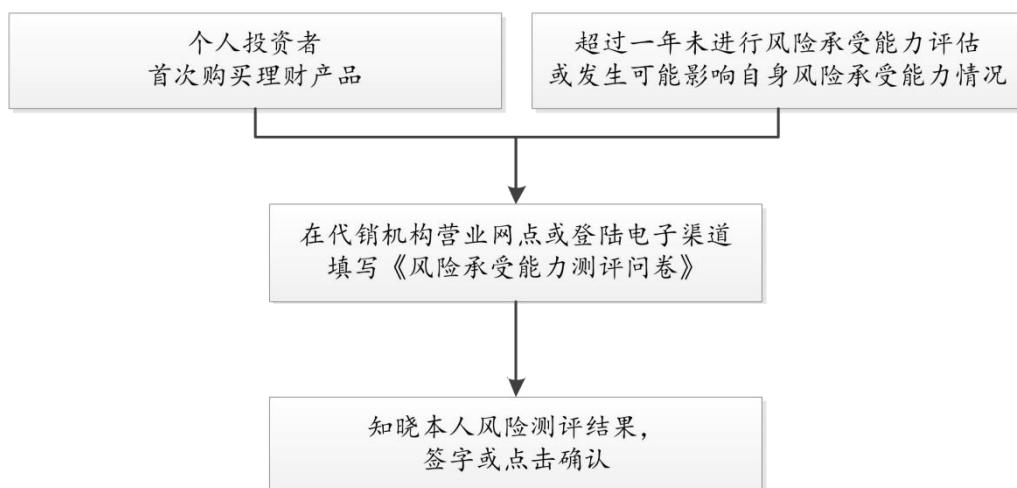 个人投资者
首次购买理财产品
超过一年未进行风险承受能力评估
或发生可能影响自身风险承受能力情况
在代销机构营业网点或登陆电子渠道
填写《风险承受能力测评问卷》
知晓本人风险测评结果，
签字或点击确认